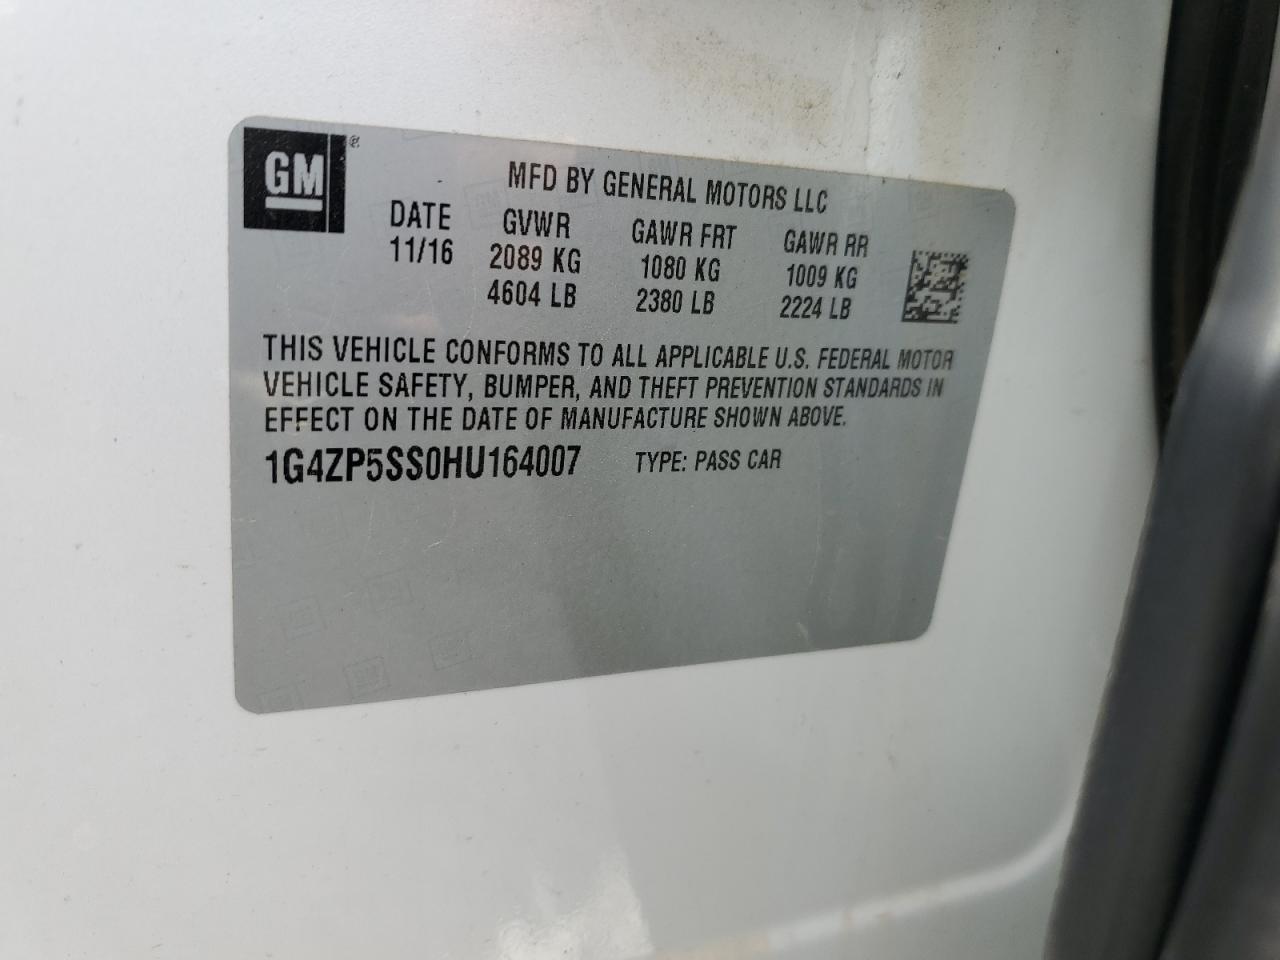 GM®
MFD BY GENERAL MOTORS LLC
DATE GVWR GAWR FRT GAWR RR
11/16 2089 KG 1080 KG 1009 KG
4604 LB 2380 LB 2224 LB
THIS VEHICLE CONFORMS TO ALL APPLICABLE U.S. FEDERAL MOTOR
VEHICLE SAFETY, BUMPER, AND THEFT PREVENTION STANDARDS IN
EFFECT ON THE DATE OF MANUFACTURE SHOWN ABOVE.
1G4ZP5SS0HU164007 TYPE: PASS CAR